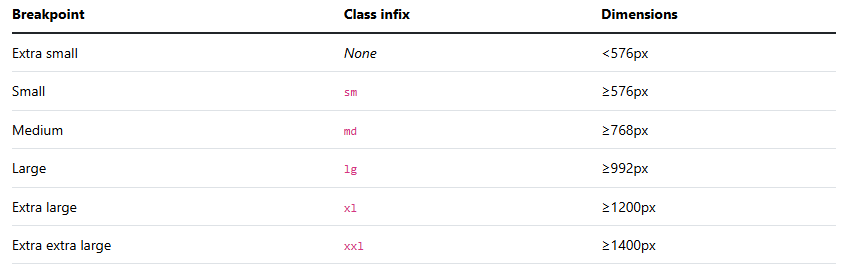 Breakpoint Class infix Dimensions
Extra small None <576px
Small sm ≥576px
Medium md ≥768px
Large lg ≥992px
Extra large xl ≥1200px
Extra extra large xxl ≥1400px